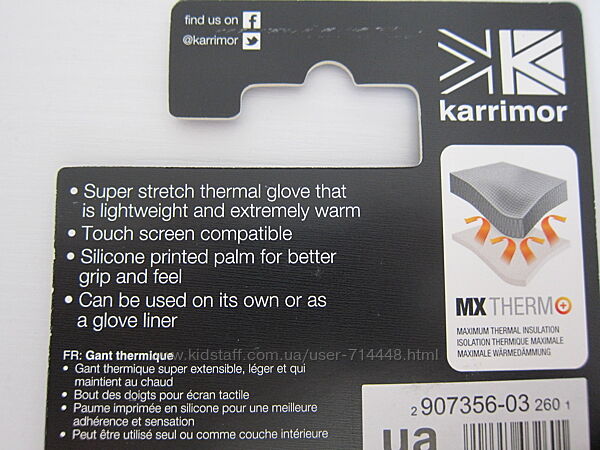 find us on f
@karrimor
karrimor
• Super stretch thermal glove that
is lightweight and extremely warm
• Touch screen compatible
• Silicone printed palm for better
grip and feel
• Can be used on its own or as
a glove liner
MX THERM+
MAXIMUM THERMAL INSULATION
ISOLATION THERMIQUE MAXIMALE
MAXIMALE WÄRMEDÄMMUNG
FR: Gant thermique
• Gant thermique super extensible, léger et qui
maintient au chaud
• Bout des doigts pour écran tactile
• Paume imprimée en silicone pour une meilleure
adhérence et sensation
• Peut être utilisé seul ou comme couche intérieure
www.kidstaff.com.ua/user-714448.html
2 907356-03 260 1
ua